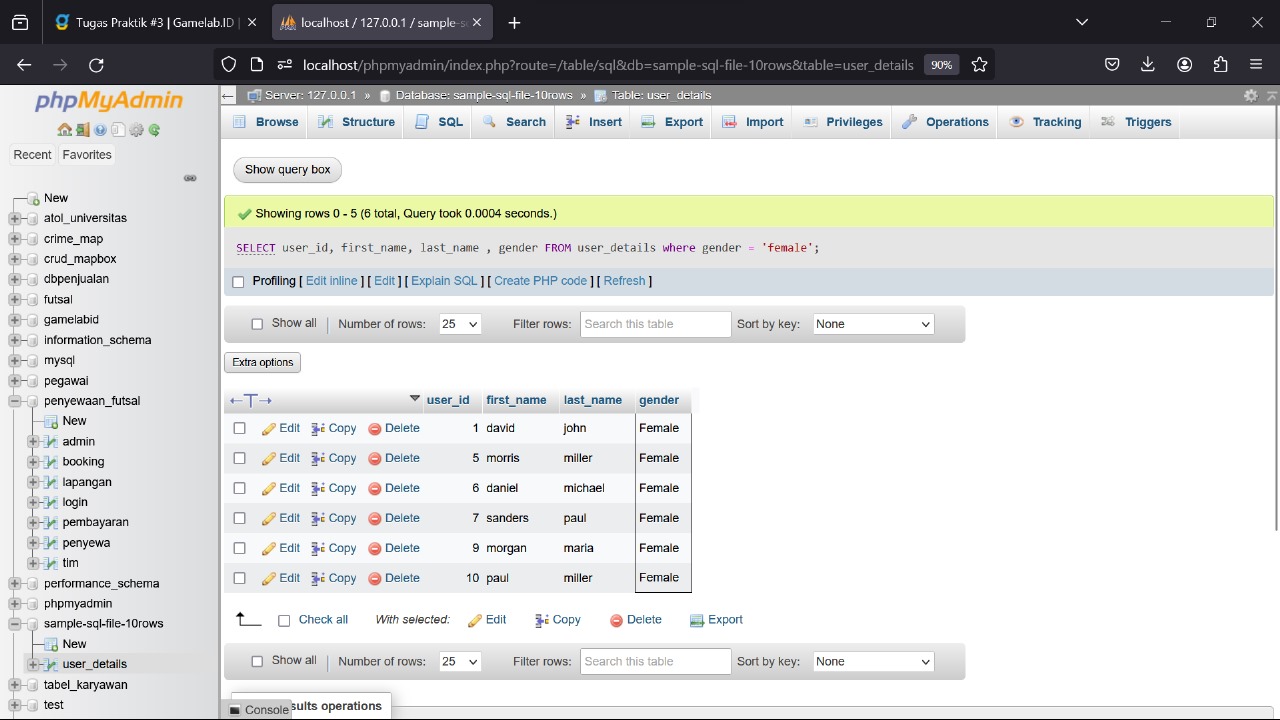 Tugas Praktik #3 | Gamelab.ID
localhost / 127.0.0.1 / sample-s
localhost/phpmyadmin/index.php?route=/table/sql&db=sample-sql-file-10rows&table=user_details
90%
phpMyAdmin
Recent Favorites
New
atol_universitas
crime_map
crud_mapbox
dbpenjualan
futsal
gamelabid
information_schema
mysql
pegawai
penyewaan_futsal
New
admin
booking
lapangan
login
pembayaran
penyewa
tim
performance_schema
phpmyadmin
sample-sql-file-10rows
New
user_details
tabel_karyawan
test
Server: 127.0.0.1 » Database: sample-sql-file-10rows » Table: user_details
Browse Structure SQL Search Insert Export Import Privileges Operations Tracking Triggers
Show query box
Showing rows 0 - 5 (6 total, Query took 0.0004 seconds.)
SELECT user_id, first_name, last_name , gender FROM user_details where gender = 'female';
Profiling [ Edit inline ] [ Edit ] [ Explain SQL ] [ Create PHP code ] [ Refresh ]
Show all | Number of rows: 25 Filter rows: Search this table Sort by key: None
Extra options
user_id first_name last_name gender
Edit Copy Delete 1 david john Female
Edit Copy Delete 5 morris miller Female
Edit Copy Delete 6 daniel michael Female
Edit Copy Delete 7 sanders paul Female
Edit Copy Delete 9 morgan maria Female
Edit Copy Delete 10 paul miller Female
Check all With selected: Edit Copy Delete Export
Show all | Number of rows: 25 Filter rows: Search this table Sort by key: None
Console sults operations